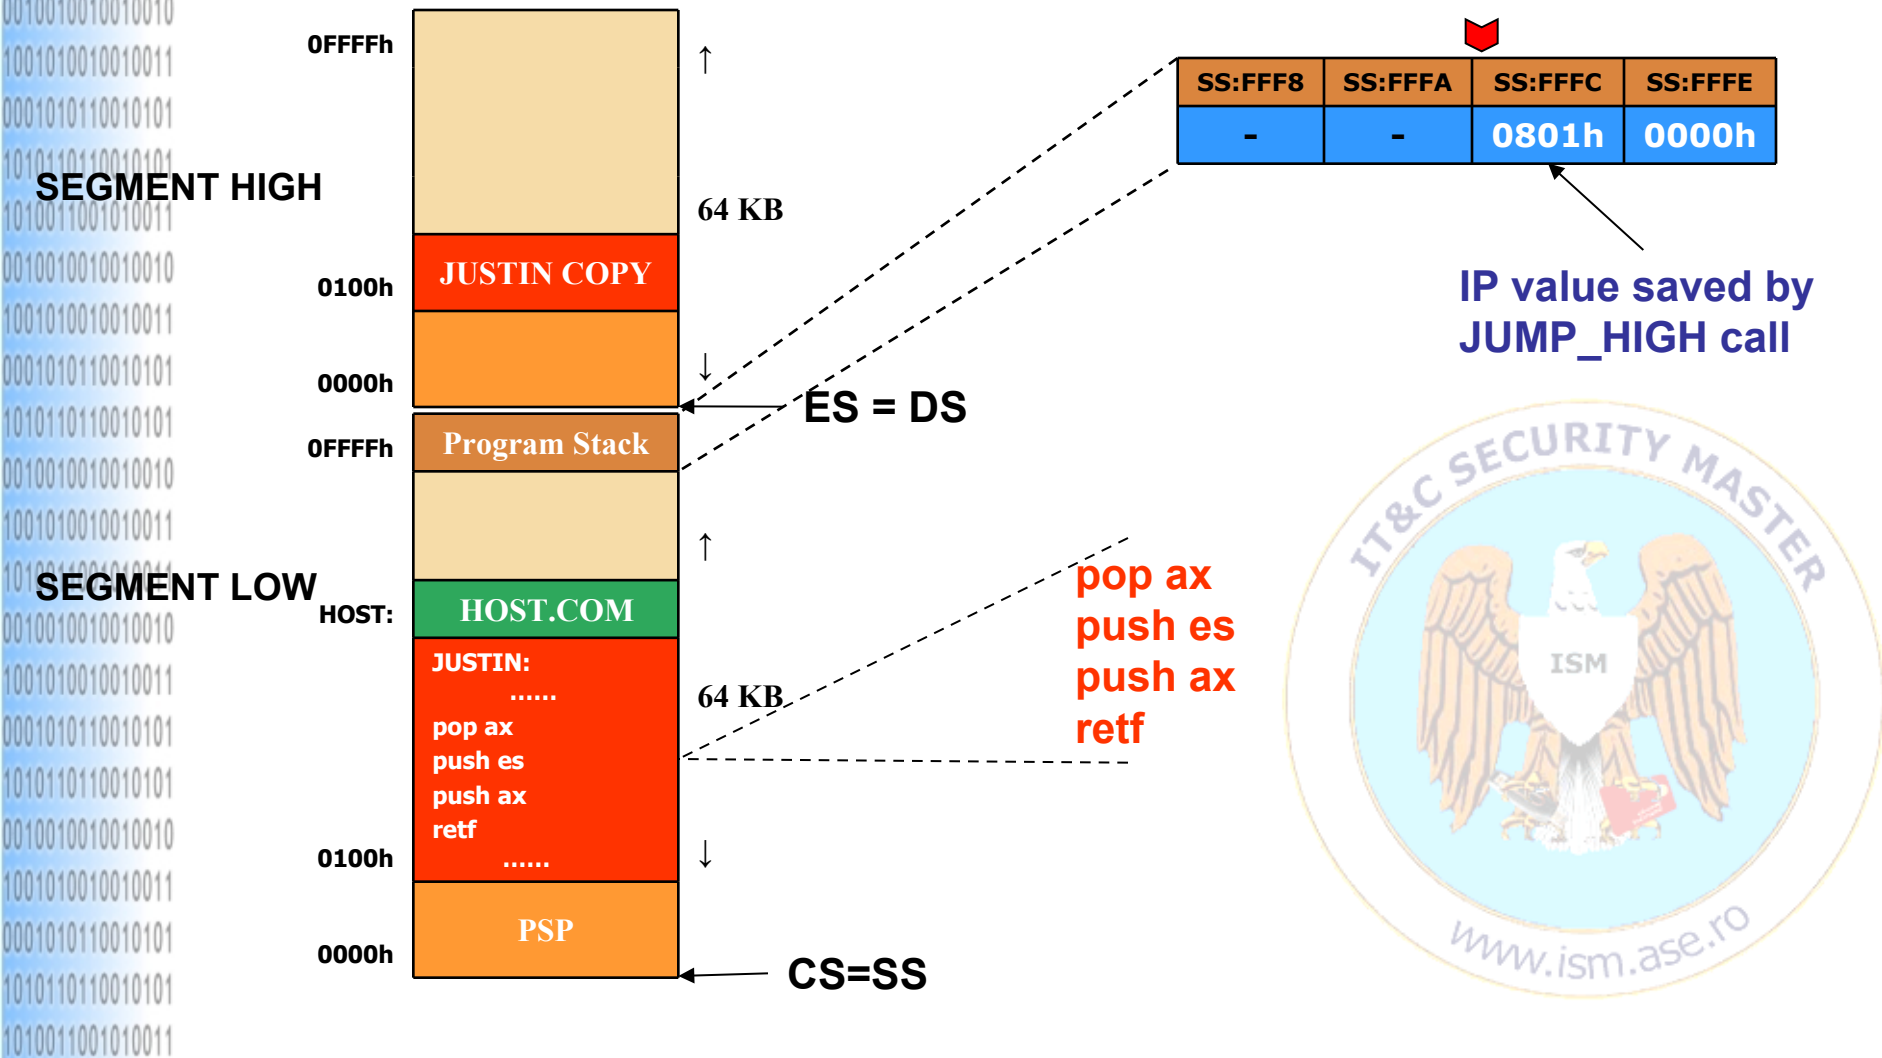 0FFFFh
SEGMENT HIGH
64 KB
JUSTIN COPY
0100h
0000h
ES = DS
SS:FFF8 SS:FFFA SS:FFFC SS:FFFE
- - 0801h 0000h
IP value saved by
JUMP_HIGH call
0FFFFh
Program Stack
SEGMENT LOW
HOST:
HOST.COM
64 KB
JUSTIN:
......
pop ax
push es
push ax
retf
......
0100h
PSP
0000h
CS=SS
pop ax
push es
push ax
retf
IT&C SECURITY MASTER
ISM
www.ism.ase.ro